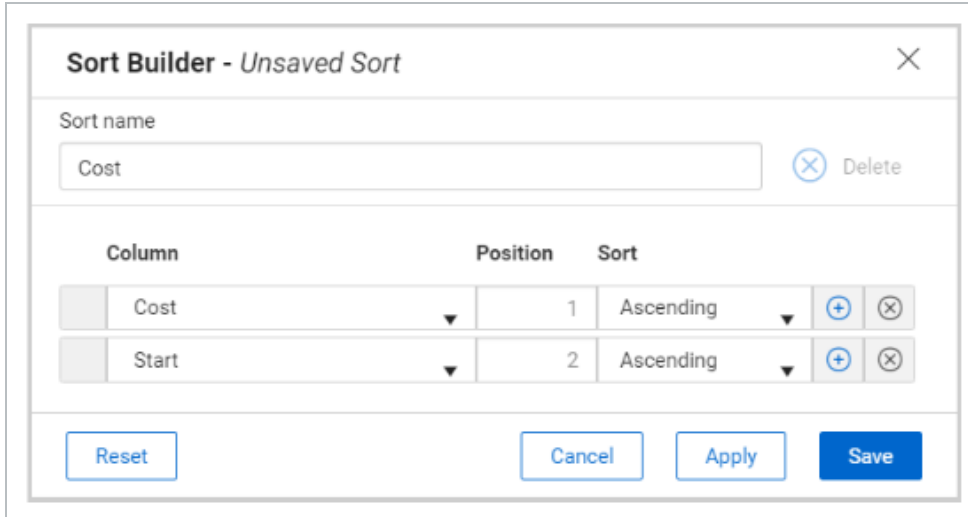 Sort Builder - Unsaved Sort
Sort name
Cost
Delete
Column Position Sort
Cost 1 Ascending
Start 2 Ascending
Reset Cancel Apply Save